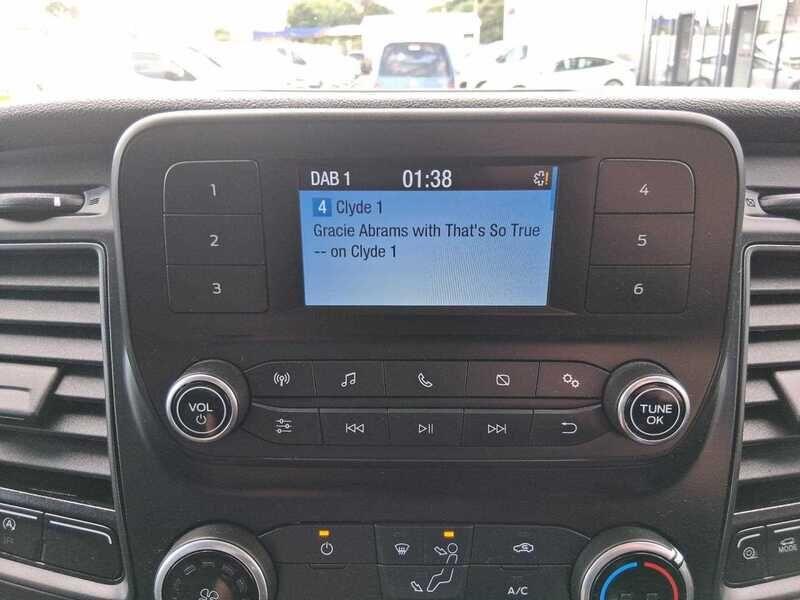 DAB 1 01:38
4 Clyde 1
Gracie Abrams with That's So True
-- on Clyde 1
1
2
3
4
5
6
VOL
TUNE
OK
A
A/C
MODE